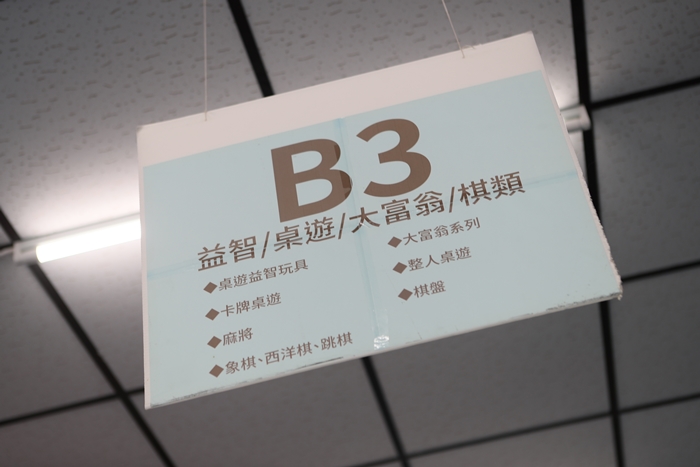 B3
益智/桌遊/大富翁/棋類
◆桌遊益智玩具
◆卡牌桌遊
◆麻將
◆象棋、西洋棋、跳棋
◆大富翁系列
◆整人桌遊
◆棋盤